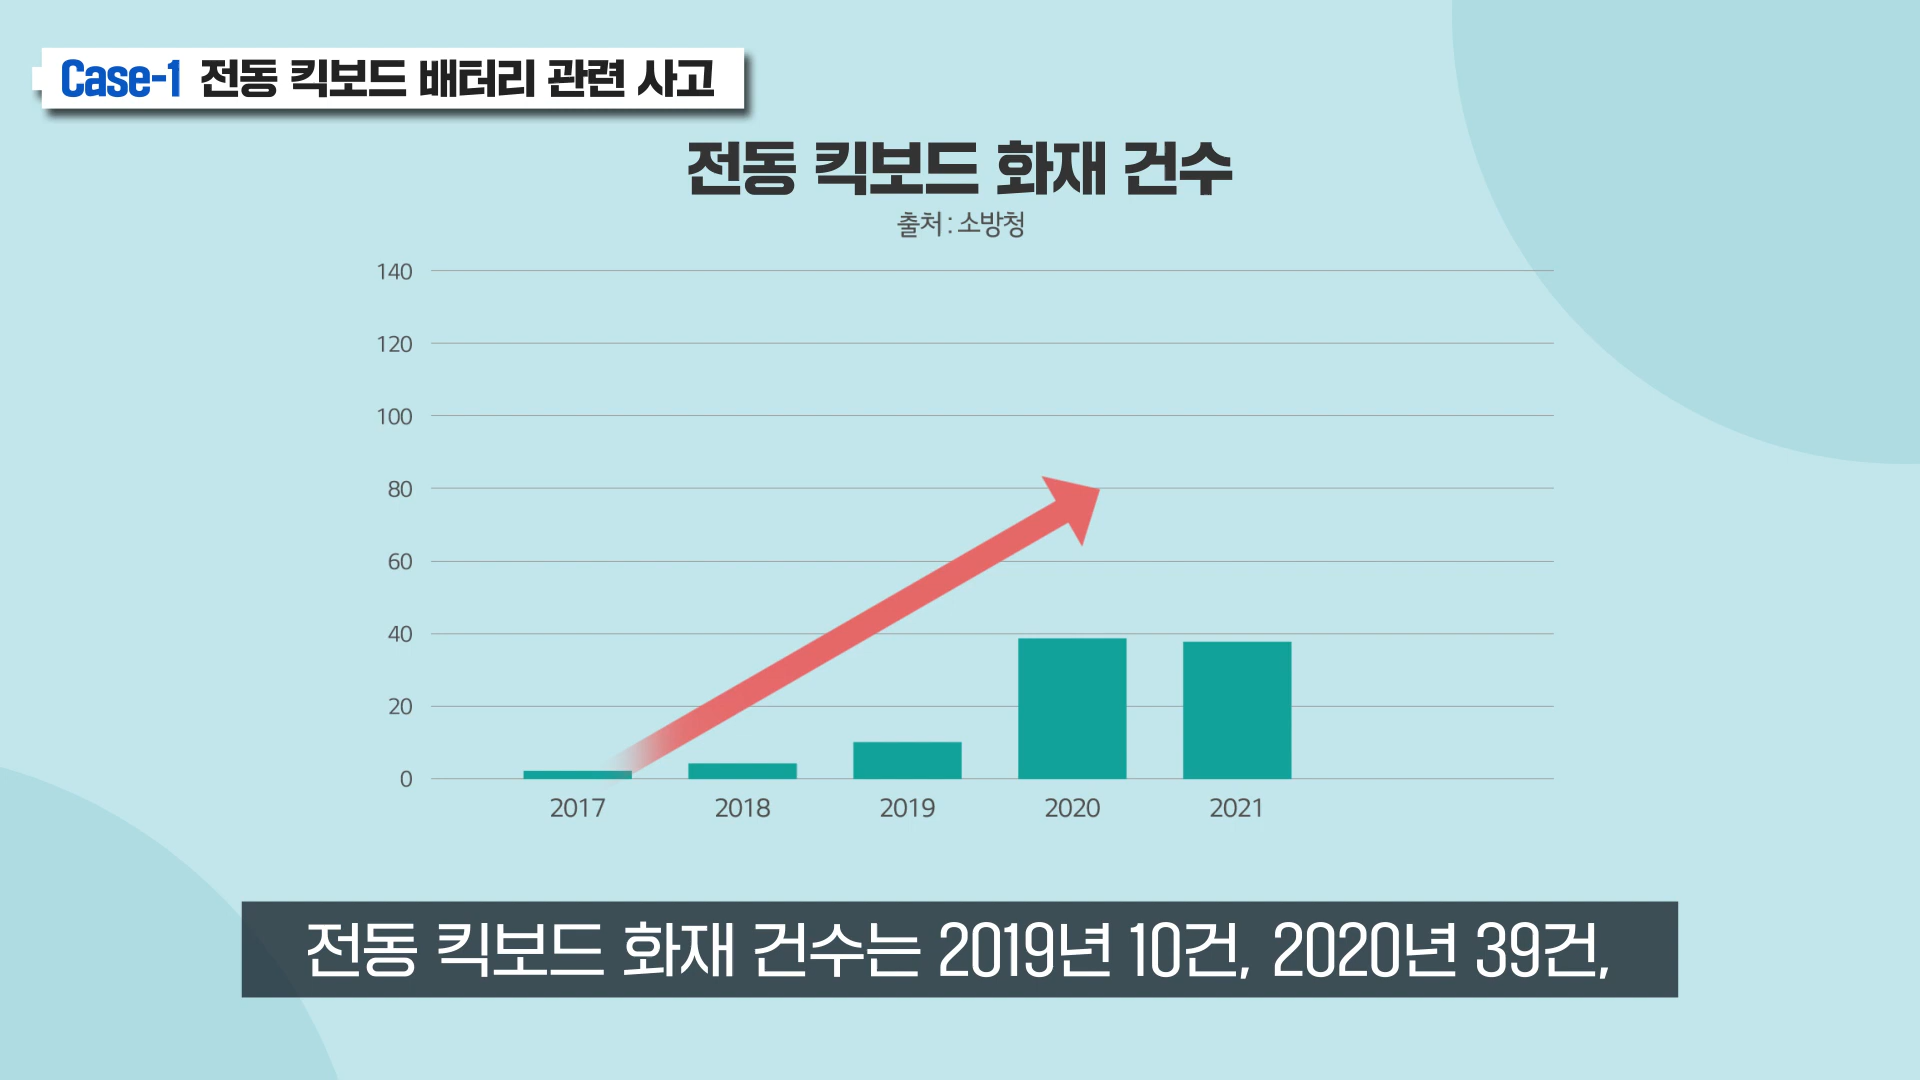 Case-1 전동 킥보드 배터리 관련 사고
전동 킥보드 화재 건수
출처 : 소방청
140
120
100
80
60
40
20
0
2017 2018 2019 2020 2021
전동 킥보드 화재 건수는 2019년 10건, 2020년 39건,